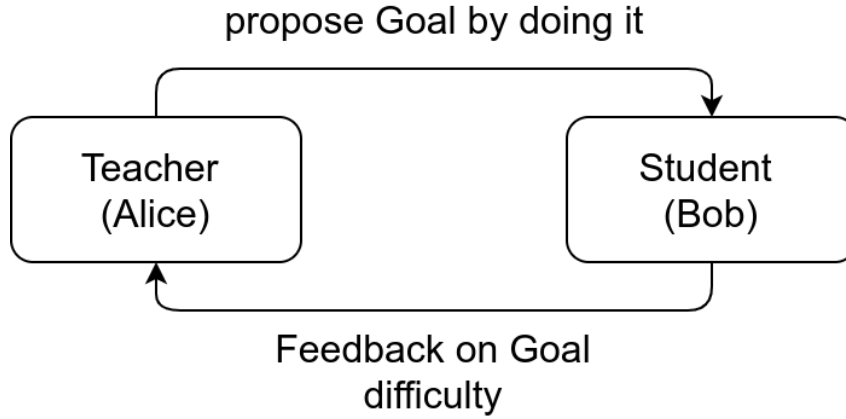 propose Goal by doing it
Teacher
(Alice)
Student
(Bob)
Feedback on Goal
difficulty